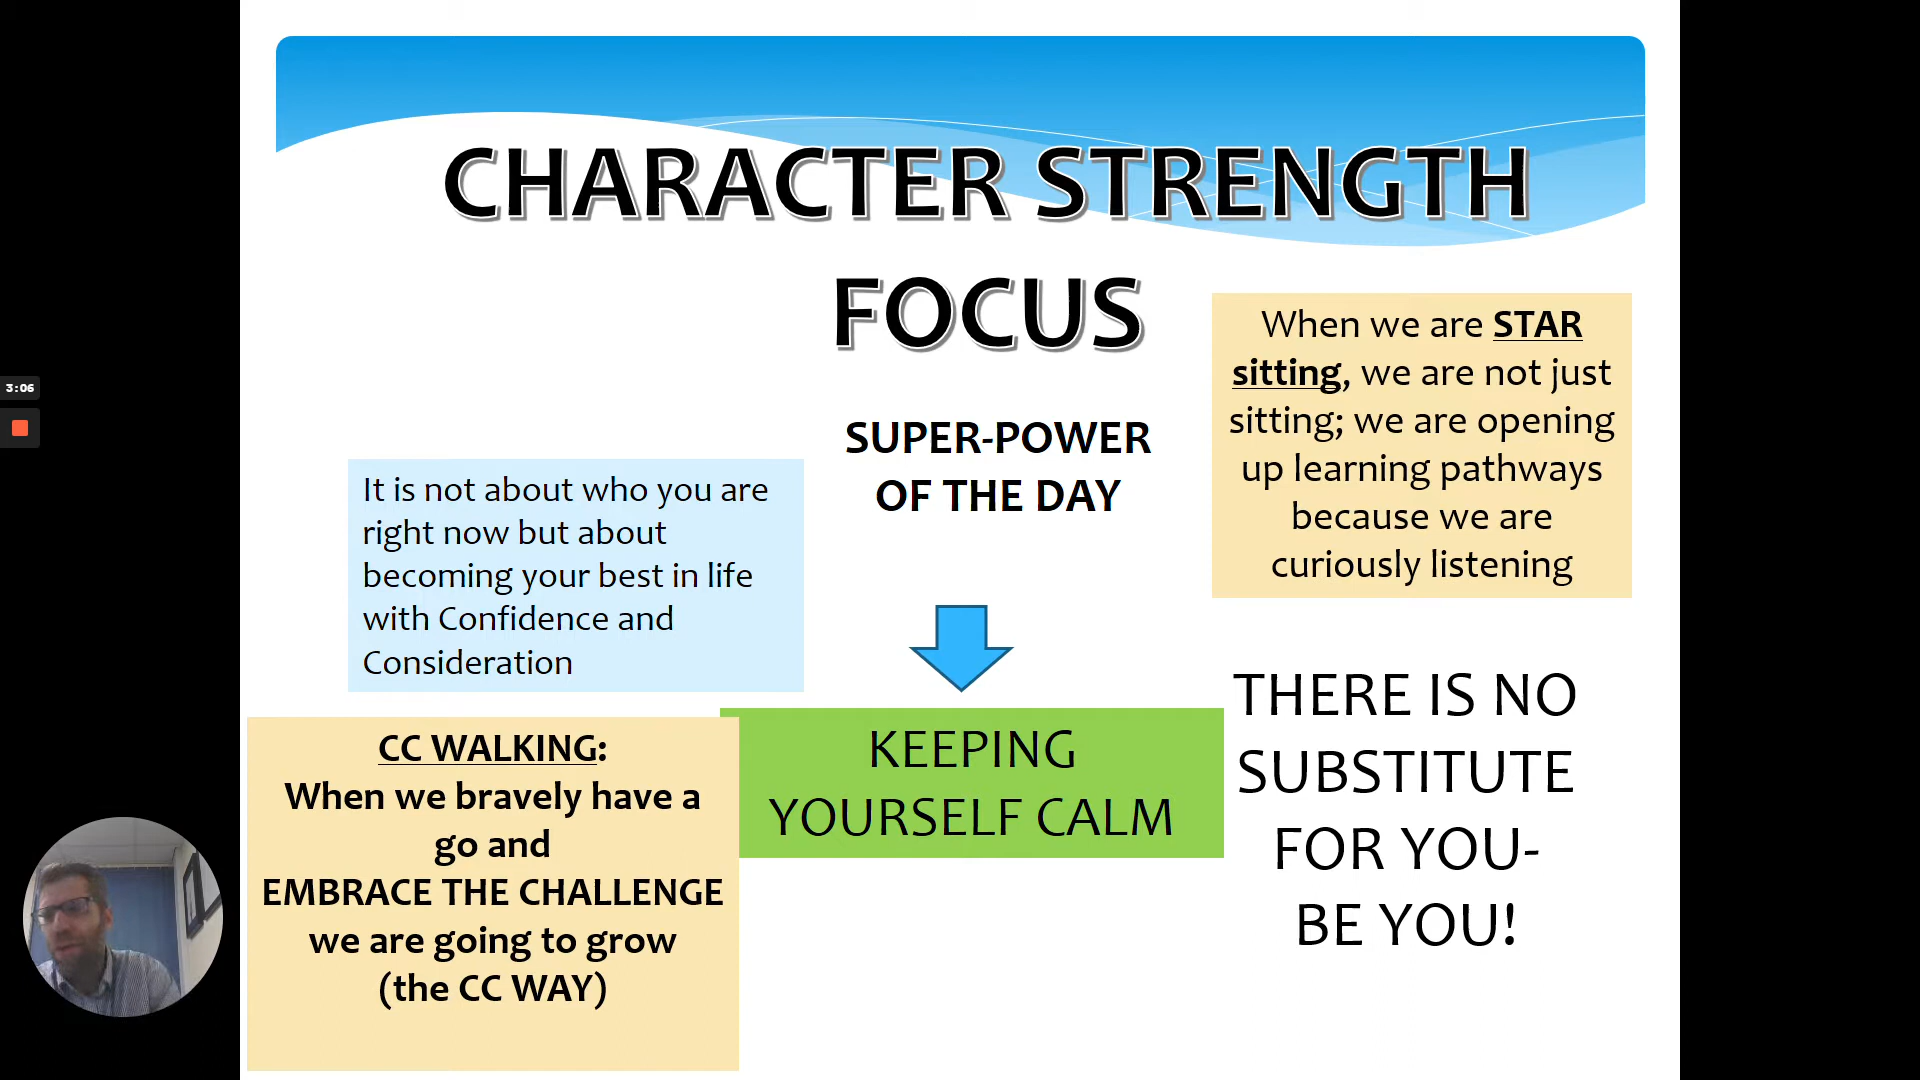 CHARACTER STRENGTH
FOCUS
When we are STAR
sitting, we are not just
sitting; we are opening
up learning pathways
because we are
curiously listening
3:06
SUPER-POWER
OF THE DAY
It is not about who you are
right now but about
becoming your best in life
with Confidence and
Consideration
KEEPING
YOURSELF CALM
THERE IS NO
SUBSTITUTE
FOR YOU-
BE YOU!
CC WALKING:
When we bravely have a
go and
EMBRACE THE CHALLENGE
we are going to grow
(the CC WAY)